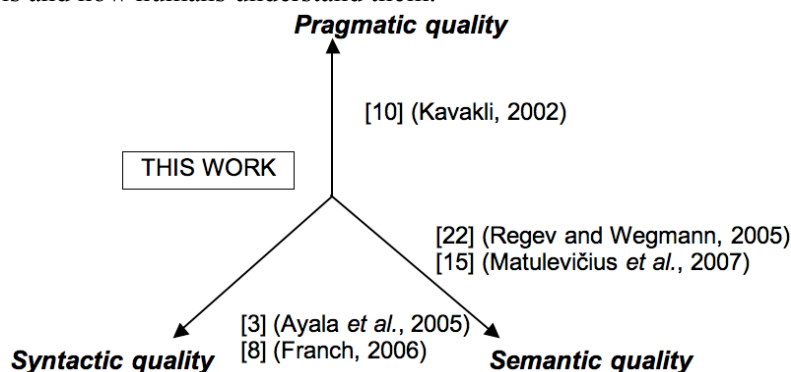 is and how humans understand them.
Pragmatic quality
[10] (Kavakli, 2002)
THIS WORK
[22] (Regev and Wegmann, 2005)
[15] (Matulevičius et al., 2007)
[3] (Ayala et al., 2005)
[8] (Franch, 2006)
Syntactic quality
Semantic quality